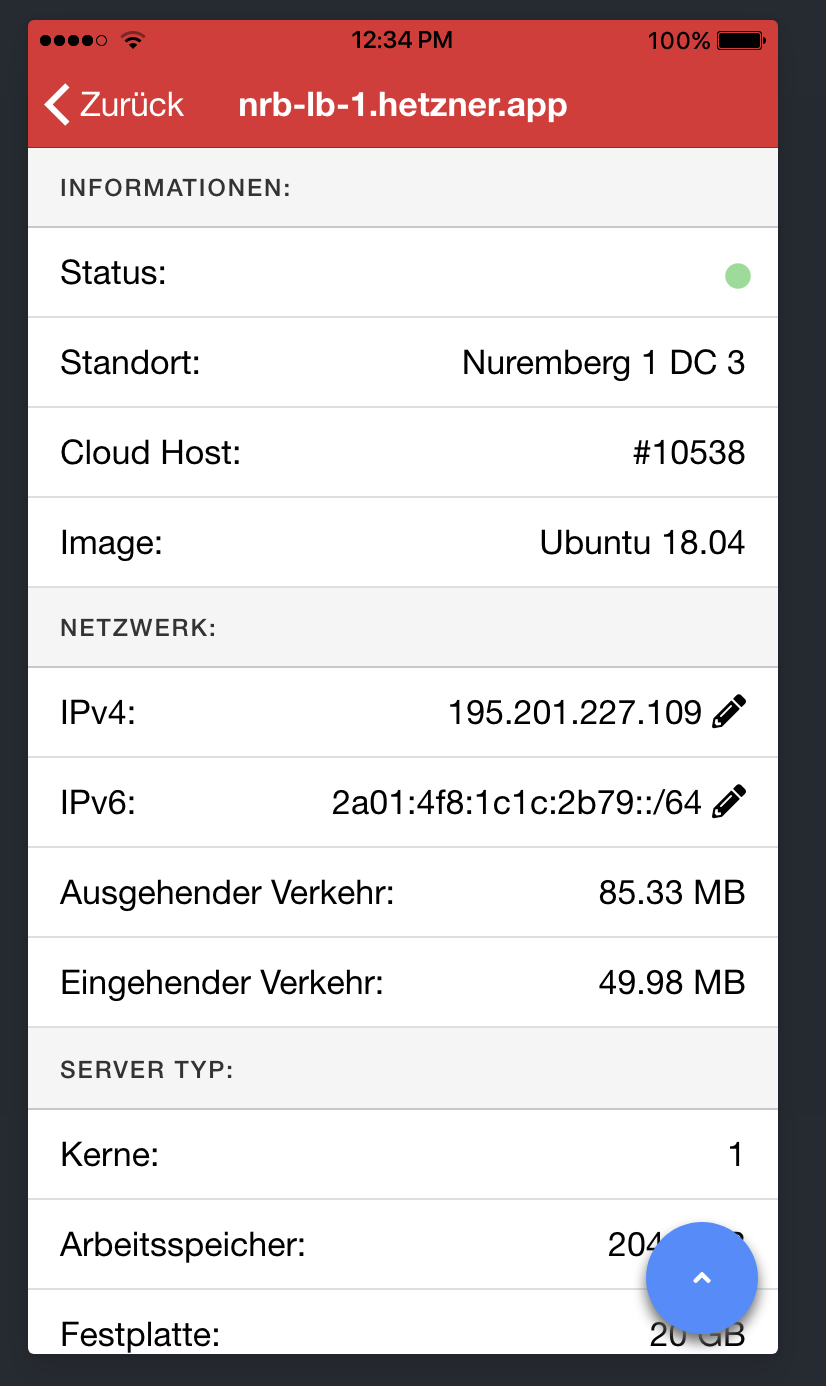 12:34 PM 100%
Zurück nrb-lb-1.hetzner.app
INFORMATIONEN:
Status:
Standort: Nuremberg 1 DC 3
Cloud Host: #10538
Image: Ubuntu 18.04
NETZWERK:
IPv4: 195.201.227.109
IPv6: 2a01:4f8:1c1c:2b79::/64
Ausgehender Verkehr: 85.33 MB
Eingehender Verkehr: 49.98 MB
SERVER TYP:
Kerne: 1
Arbeitsspeicher:
Festplatte: 20 GB